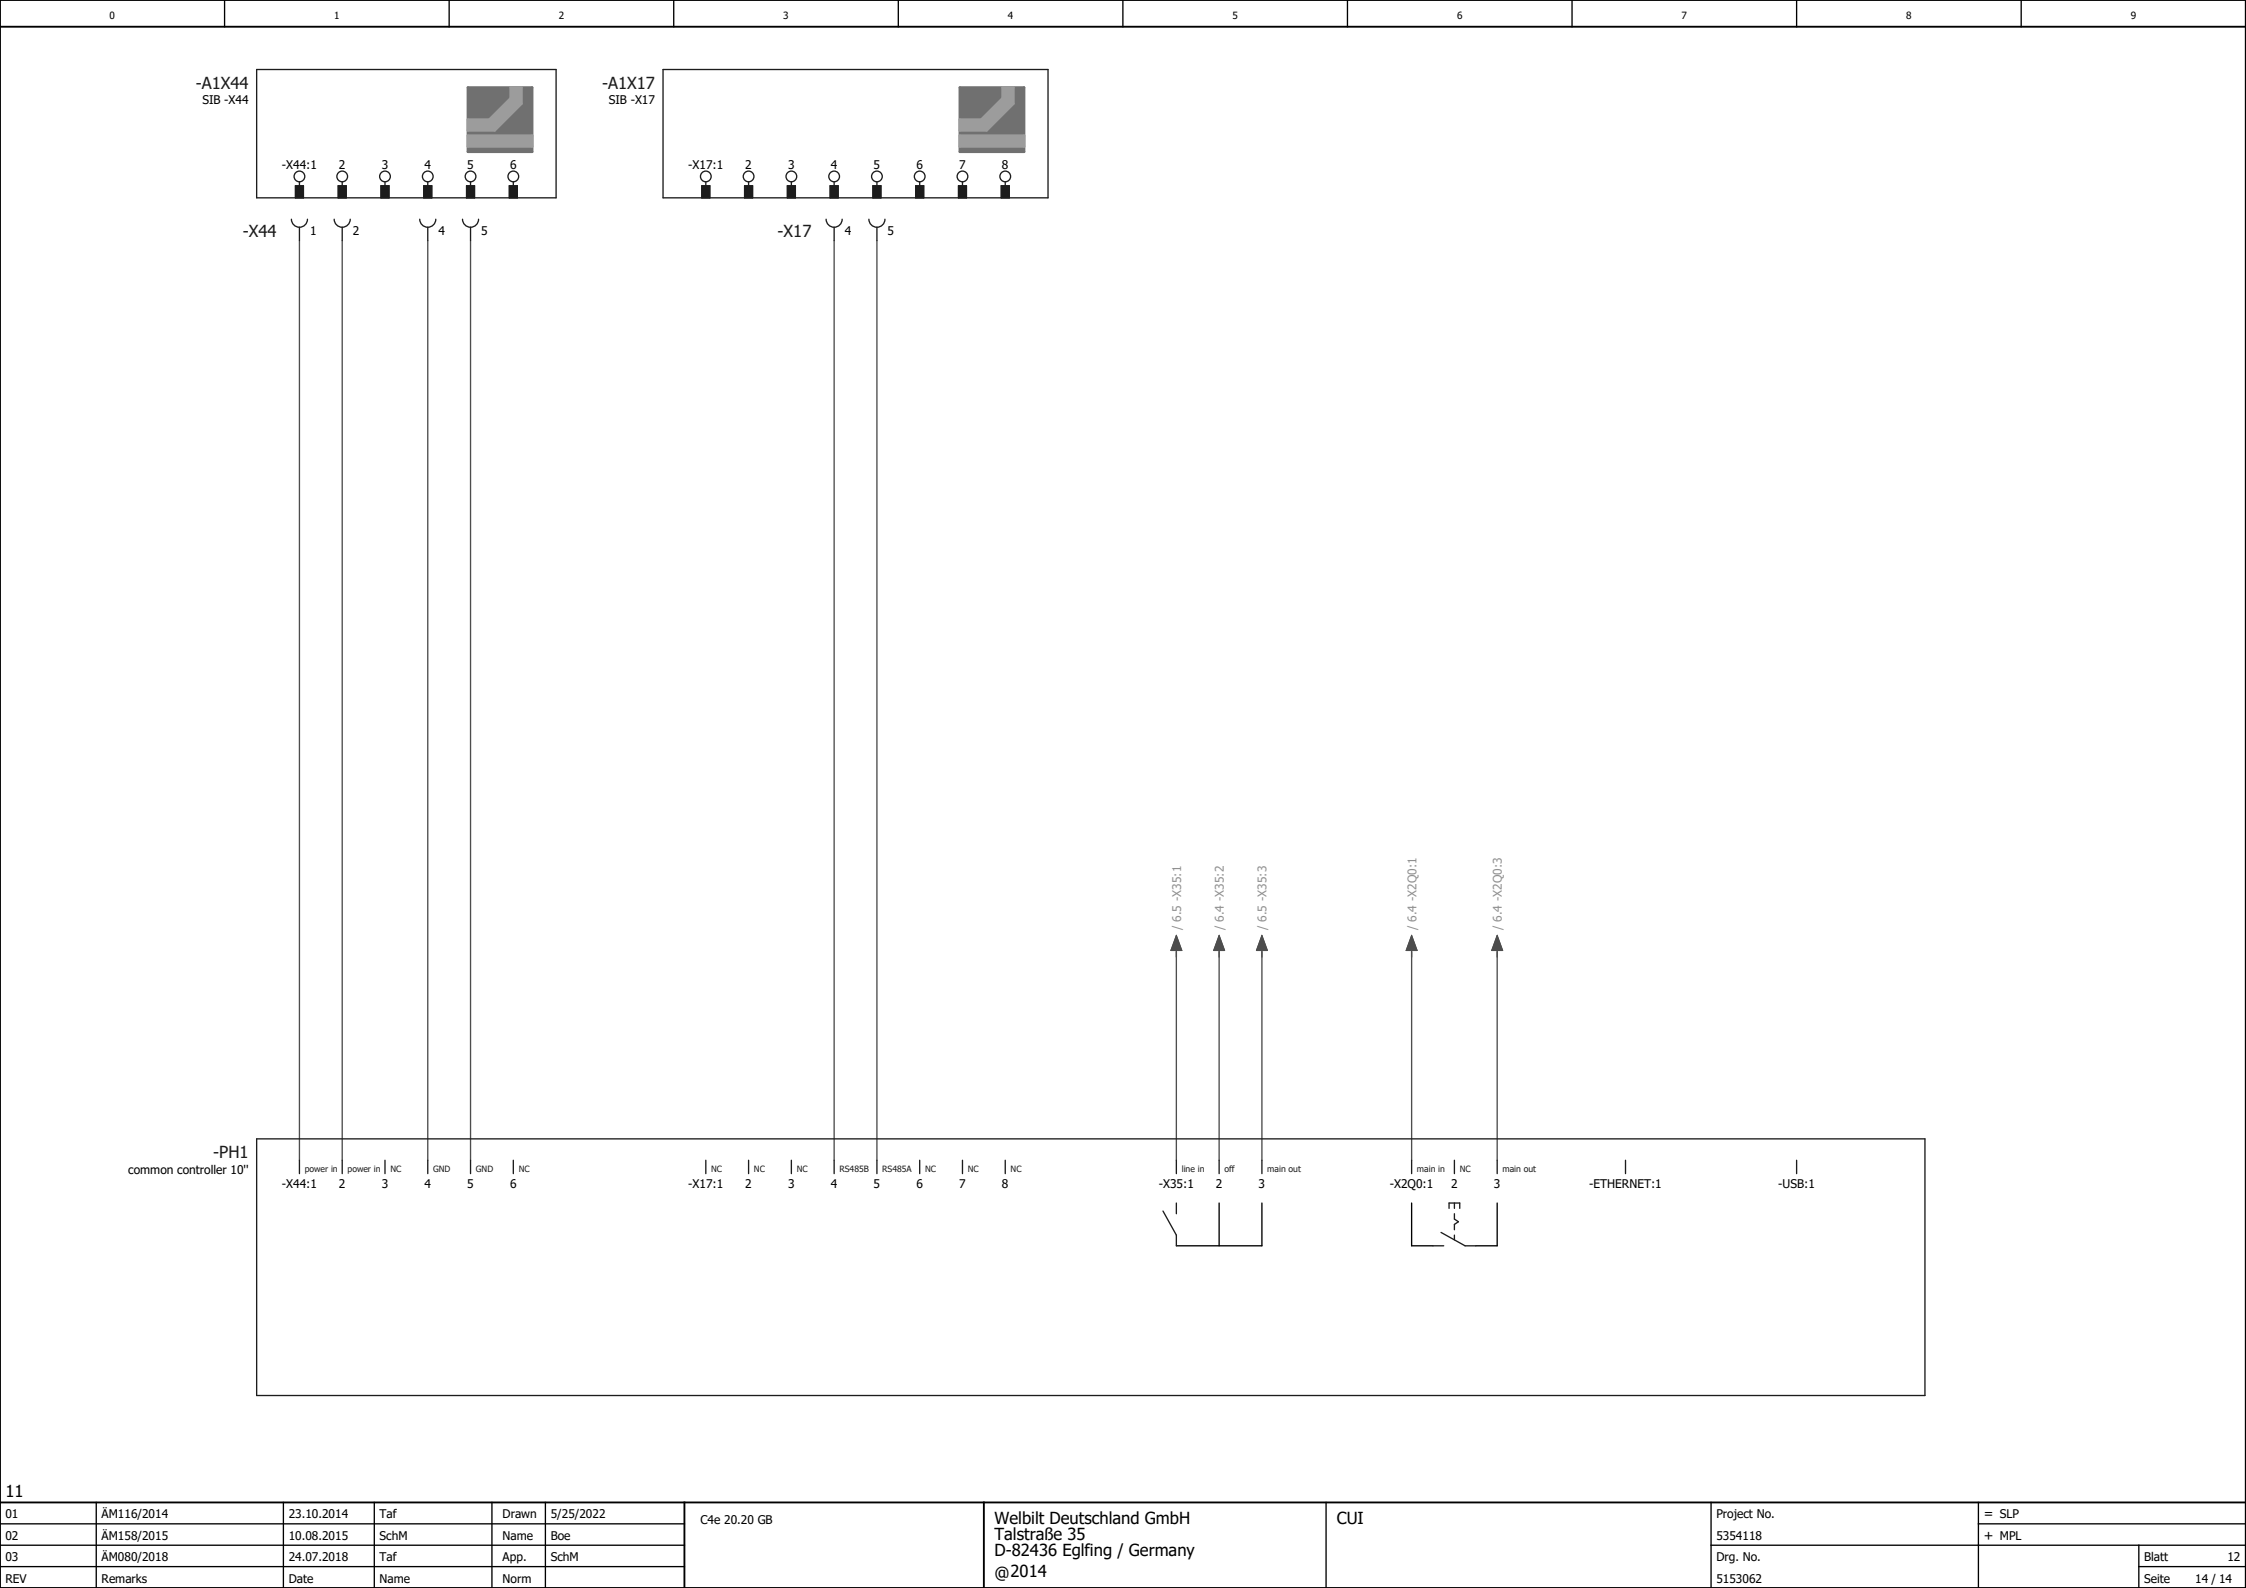 0 1 2 3 4 5 6 7 8 9
-A1X44
SIB -X44
-X44:1 2 3 4 5 6
-A1X17
SIB -X17
-X17:1 2 3 4 5 6 7 8
-X44 1 2 4 5
-X17 4 5
/ 6.5 -X35:1
/ 6.4 -X35:2
/ 6.5 -X35:3
/ 6.4 -X2Q0:1
/ 6.4 -X2Q0:3
-PH1
common controller 10"
power in power in NC GND GND NC
-X44:1 2 3 4 5 6
NC NC NC RS485B RS485A NC NC NC
-X17:1 2 3 4 5 6 7 8
line in off main out
-X35:1 2 3
main in NC main out
-X2Q0:1 2 3
-ETHERNET:1
-USB:1
11
01 ÄM116/2014 23.10.2014 Taf Drawn 5/25/2022
02 ÄM158/2015 10.08.2015 SchM Name Boe
03 ÄM080/2018 24.07.2018 Taf App. SchM
REV Remarks Date Name Norm
C4e 20.20 GB
Welbilt Deutschland GmbH
Talstraße 35
D-82436 Eglfing / Germany
@2014
CUI
Project No.
5354118
Drg. No.
5153062
= SLP
+ MPL
Blatt 12
Seite 14 / 14